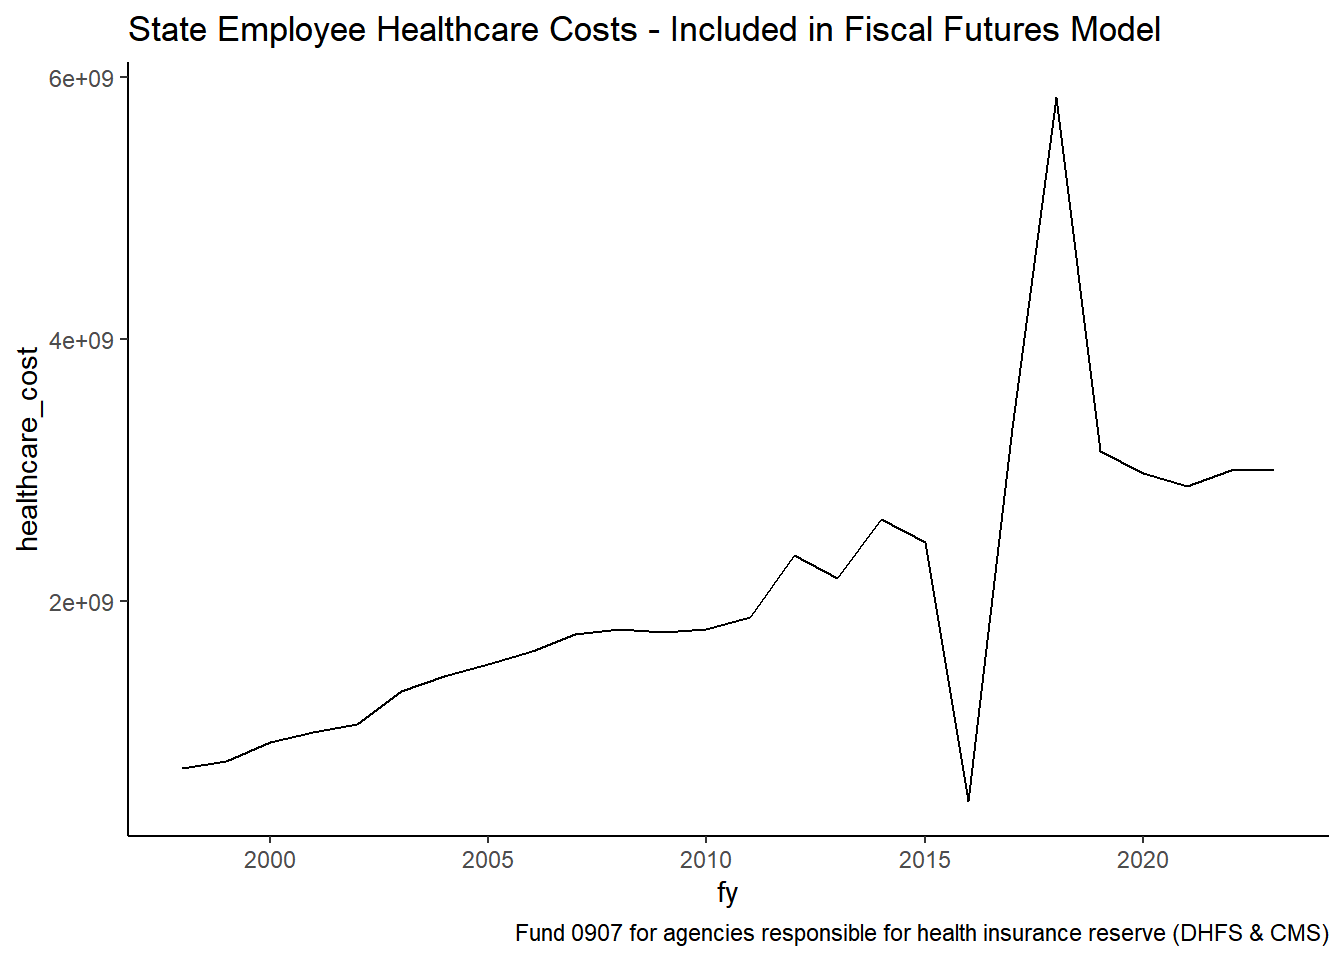 State Employee Healthcare Costs - Included in Fiscal Futures Model
6e+09
4e+09
2e+09
healthcare_cost
2000
2005
2010
2015
2020
fy
Fund 0907 for agencies responsible for health insurance reserve (DHFS & CMS)